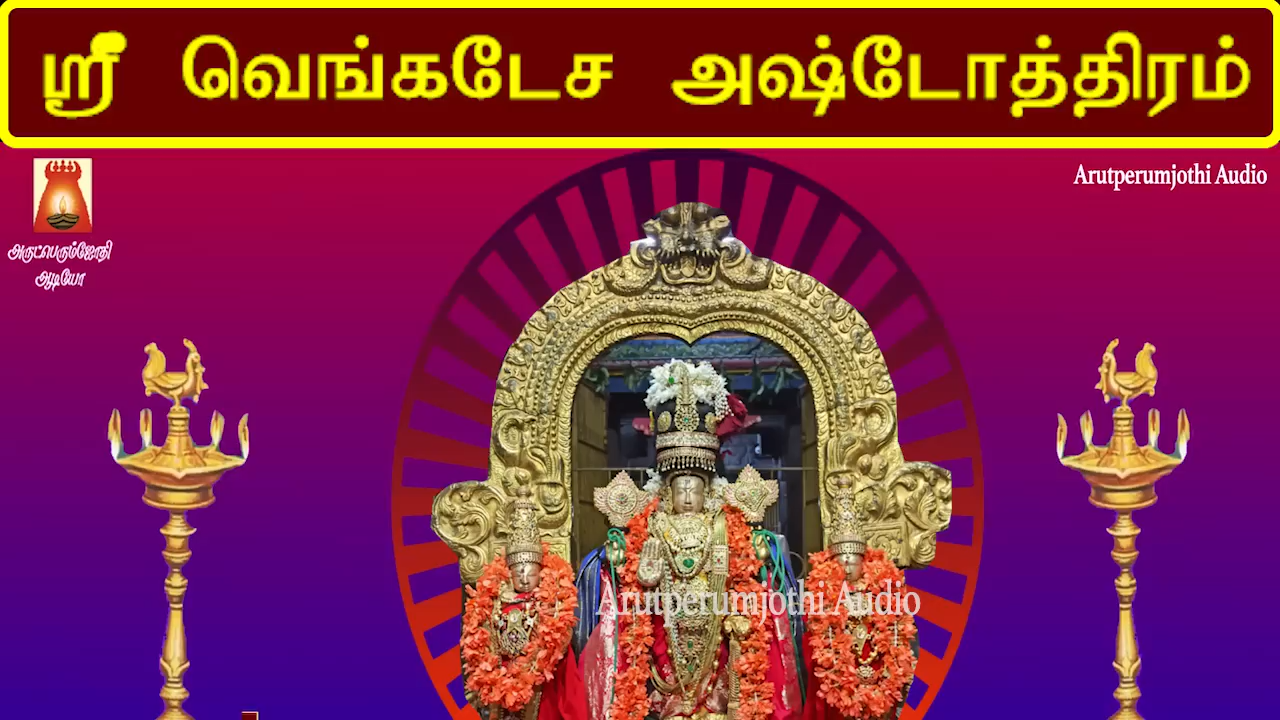 ஸ்ரீ வெங்கடேச அஷ்டோத்திரம்
Arutperumjothi Audio
அருட்பெரும்ஜோதி
ஆடியோ
Arutperumjothi Audio